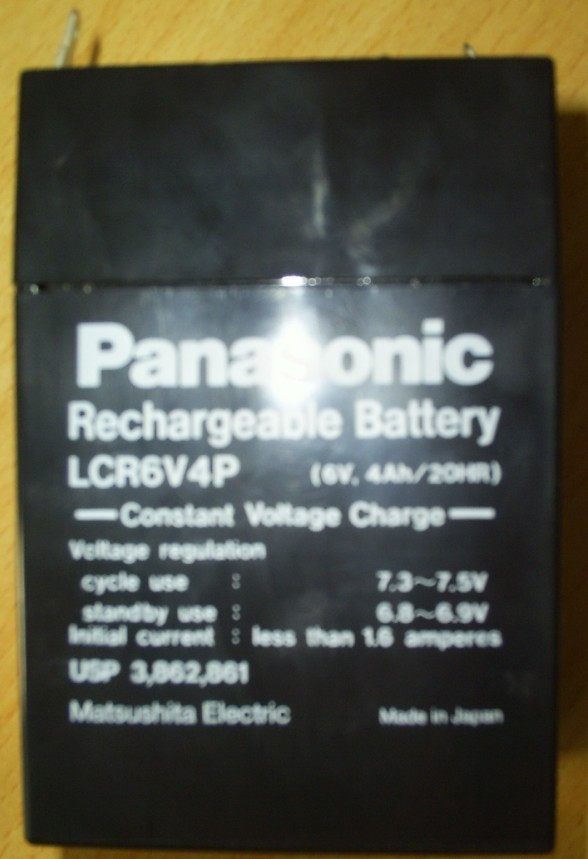 Panasonic
Rechargeable Battery
LCR6V4P (6V, 4Ah/20HR)
Constant Voltage Charge
Voltage regulation
cycle use : 7.3~7.5V
standby use : 6.8~6.9V
Initial current : less than 1.6 amperes
USP 3,862,861
Matsushita Electric Made in Japan